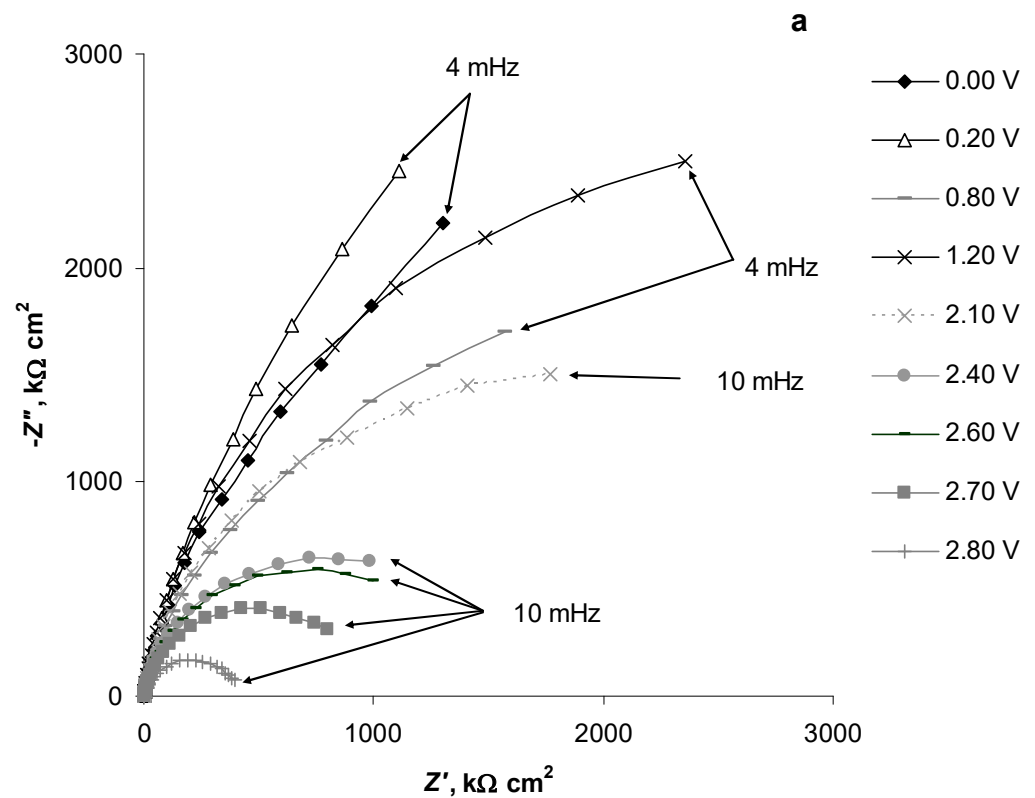 a
3000
2000
1000
0
-Z″, kΩ cm²
4 mHz
4 mHz
10 mHz
10 mHz
0 1000 2000 3000
Z′, kΩ cm²
0.00 V
0.20 V
0.80 V
1.20 V
2.10 V
2.40 V
2.60 V
2.70 V
2.80 V